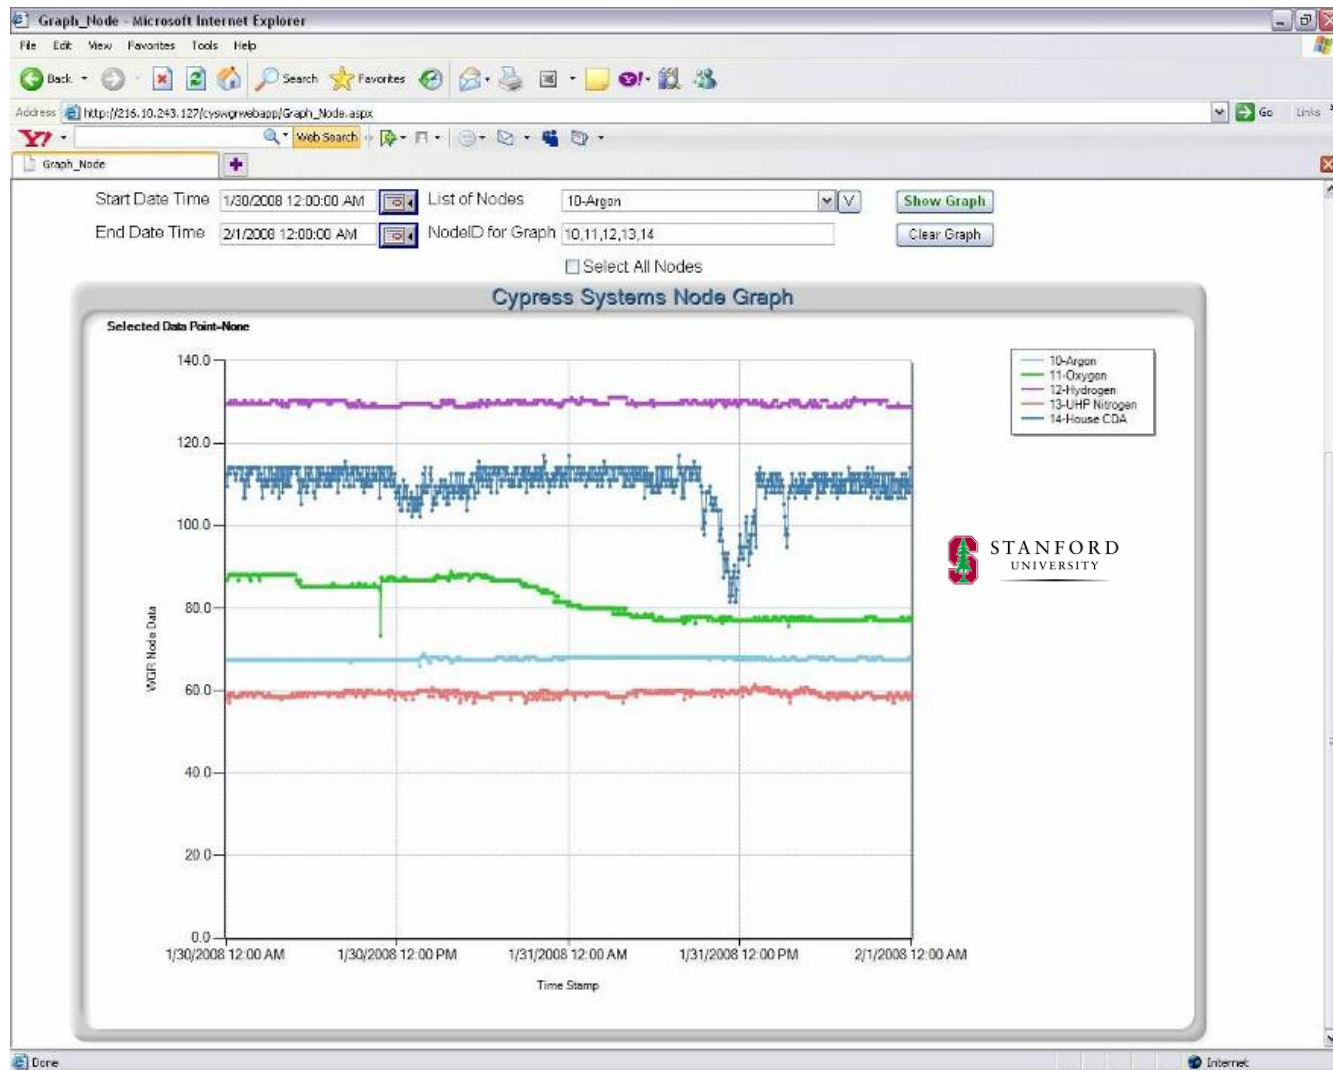 Graph_Node - Microsoft Internet Explorer
File Edit View Favorites Tools Help
Back Search Favorites
Address http://216.10.243.127/cyswgrwebapp/Graph_Node.aspx Go Links
Y! Web Search
Graph_Node
Start Date Time 1/30/2008 12:00:00 AM List of Nodes 10-Argon V Show Graph
End Date Time 2/1/2008 12:00:00 AM NodeID for Graph 10,11,12,13,14 Clear Graph
Select All Nodes
Cypress Systems Node Graph
Selected Data Point-None
140.0
120.0
100.0
80.0
60.0
40.0
20.0
0.0
WGR Node Data
10-Argon
11-Oxygen
12-Hydrogen
13-UHP Nitrogen
14-House CDA
S STANFORD
UNIVERSITY
1/30/2008 12:00 AM 1/30/2008 12:00 PM 1/31/2008 12:00 AM 1/31/2008 12:00 PM 2/1/2008 12:00 AM
Time Stamp
Done Internet